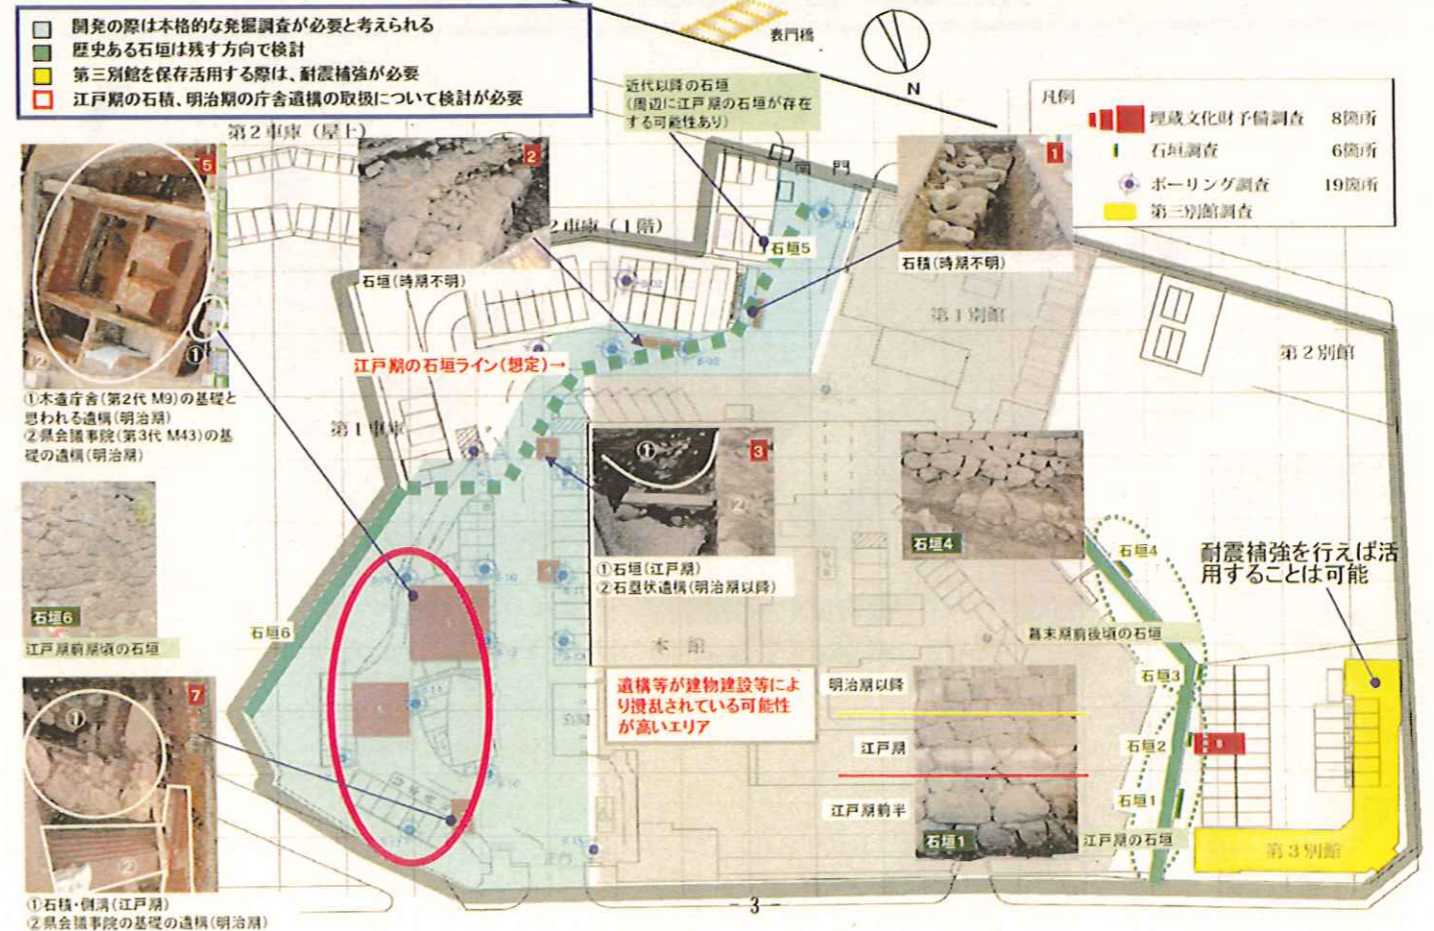 開発の際は本格的な発掘調査が必要と考えられる
歴史ある石垣は残す方向で検討
第三別館を保存活用する際は、耐震補強が必要
江戸期の石積、明治期の庁舎遺構の取扱について検討が必要
表門橋
N
近代以降の石垣
(周辺に江戸期の石垣が存在
する可能性あり)
凡例
埋蔵文化財予備調査 8箇所
石垣調査 6箇所
ボーリング調査 19箇所
第三別館調査
第2車庫(屋上)
5
2
南門
1
2車庫(1階)
石垣5
石垣(時期不明)
石積(時期不明)
第1別館
第2別館
①
②
江戸期の石垣ライン(想定)→
①木造庁舎(第2代 M9)の基礎と
思われる遺構(明治期)
②県会議事院(第3代 M43)の基
礎の遺構(明治期)
第1車庫
①
3
②
石垣4
石垣4
耐震補強を行えば活
用することは可能
①石垣(江戸期)
②石塁状遺構(明治期以降)
石垣6
石垣6
江戸期前期頃の石垣
幕末期前後頃の石垣
本館
石垣3
7
①
②
遺構等が建物建設等によ
り攪乱されている可能性
が高いエリア
明治期以降
江戸期
江戸期前半
石垣1
石垣2
8
石垣1
江戸期の石垣
第3別館
正門
①石積・側溝(江戸期)
②県会議事院の基礎の遺構(明治期)
- 3 -